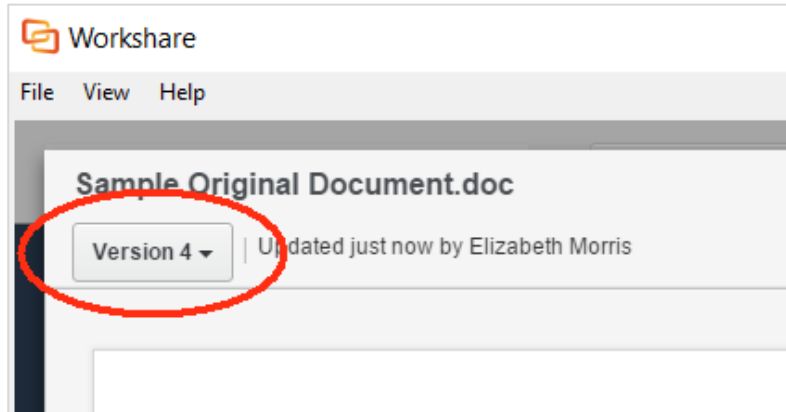 Workshare
File View Help
Sample Original Document.doc
Version 4 | Updated just now by Elizabeth Morris